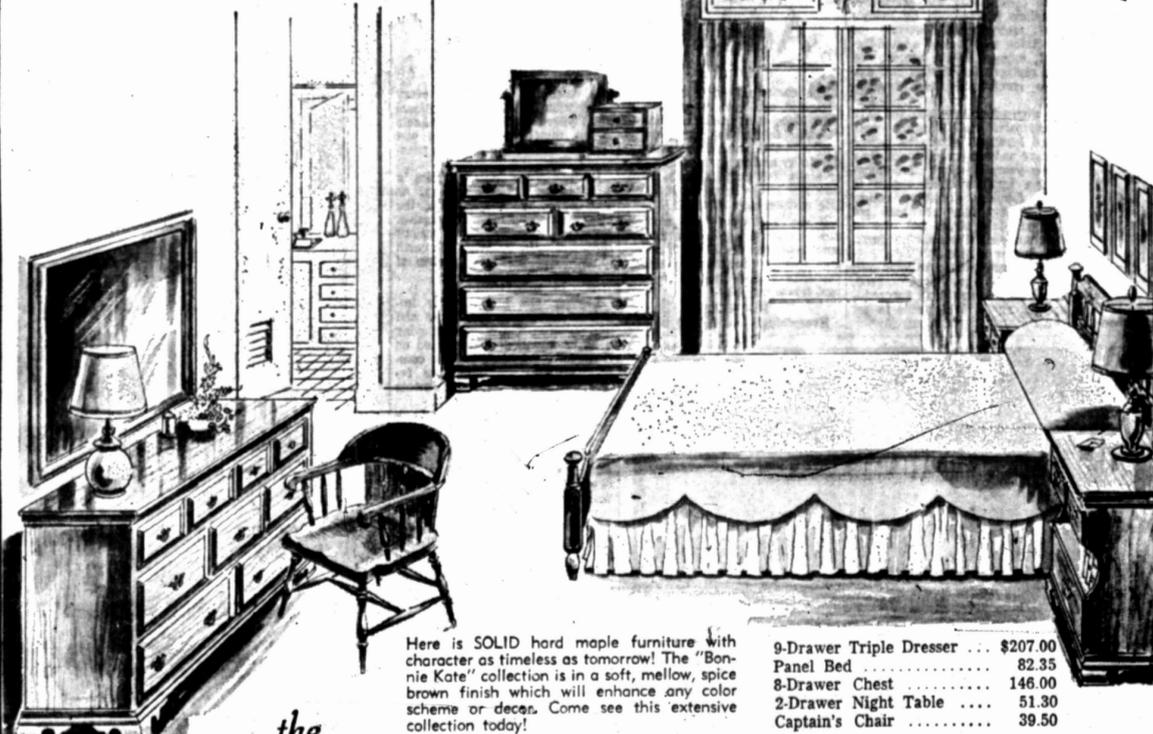 Here is SOLID hard maple furniture with
character as timeless as tomorrow! The "Bon-
nie Kate" collection is in a soft, mellow, spice
brown finish which will enhance any color
scheme or decor. Come see this extensive
collection today!
the
9-Drawer Triple Dresser ... $207.00
Panel Bed .............. 82.35
8-Drawer Chest .......... 146.00
2-Drawer Night Table .... 51.30
Captain's Chair .......... 39.50